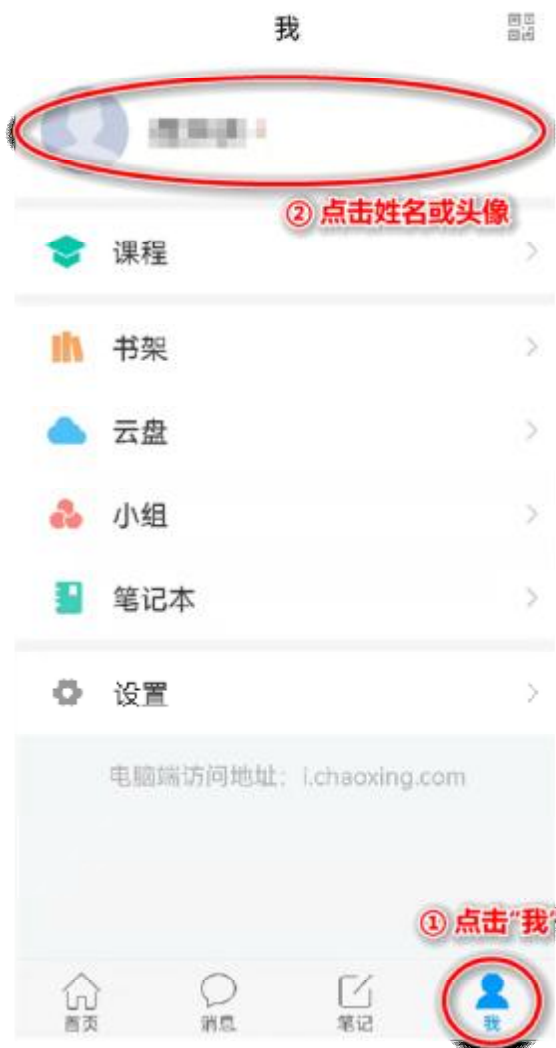 我
② 点击姓名或头像
课程
书架
云盘
小组
笔记本
设置
电脑端访问地址：i.chaoxing.com
① 点击“我”
首页
消息
笔记
我